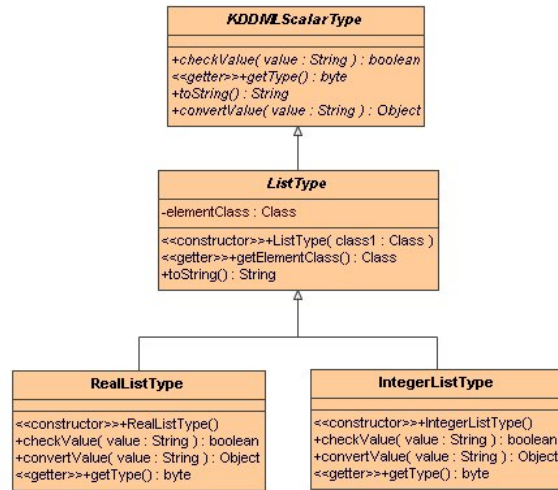 KDDMLScalarType
+checkValue( value : String ) : boolean
<<getter>>+getType() : byte
+toString() : String
+convertValue( value : String ) : Object
ListType
-elementClass : Class
<<constructor>>+ListType( class1 : Class )
<<getter>>+getElementClass() : Class
+toString() : String
RealListType
<<constructor>>+RealListType()
+checkValue( value : String ) : boolean
+convertValue( value : String ) : Object
<<getter>>+getType() : byte
IntegerListType
<<constructor>>+IntegerListType()
+checkValue( value : String ) : boolean
+convertValue( value : String ) : Object
<<getter>>+getType() : byte